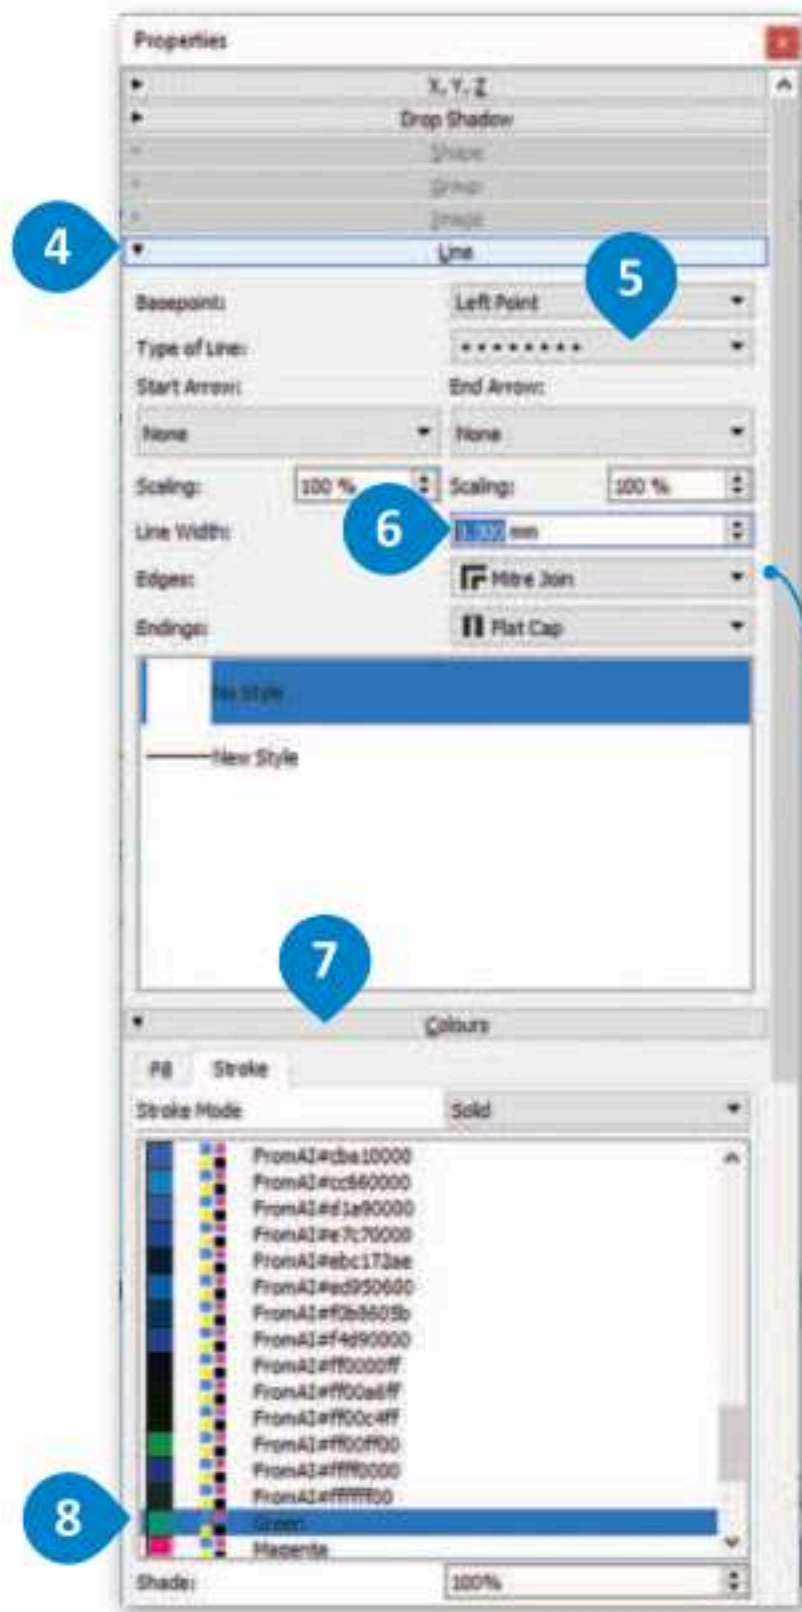 Properties
X, Y, Z
Drop Shadow
Shape
Group
Image
4
Line
5
Basepoint: Left Point
Type of Line:
Start Arrow: End Arrow:
None None
Scaling: 100 % Scaling: 100 %
6
Line Width: mm
Edges: Mitre Join
Endings: Flat Cap
No Style
New Style
7
Colours
Fill Stroke
Stroke Mode Solid
FromAI#cba10000
FromAI#cc660000
FromAI#d1a90000
FromAI#e7c70000
FromAI#ebc172ae
FromAI#ed950600
FromAI#f0b8605b
FromAI#f4d90000
FromAI#ff0000ff
FromAI#ff00a6ff
FromAI#ff00c4ff
FromAI#ff00ff00
FromAI#ffff0000
FromAI#ffffff00
8
Green
Magenta
Shade: 100%